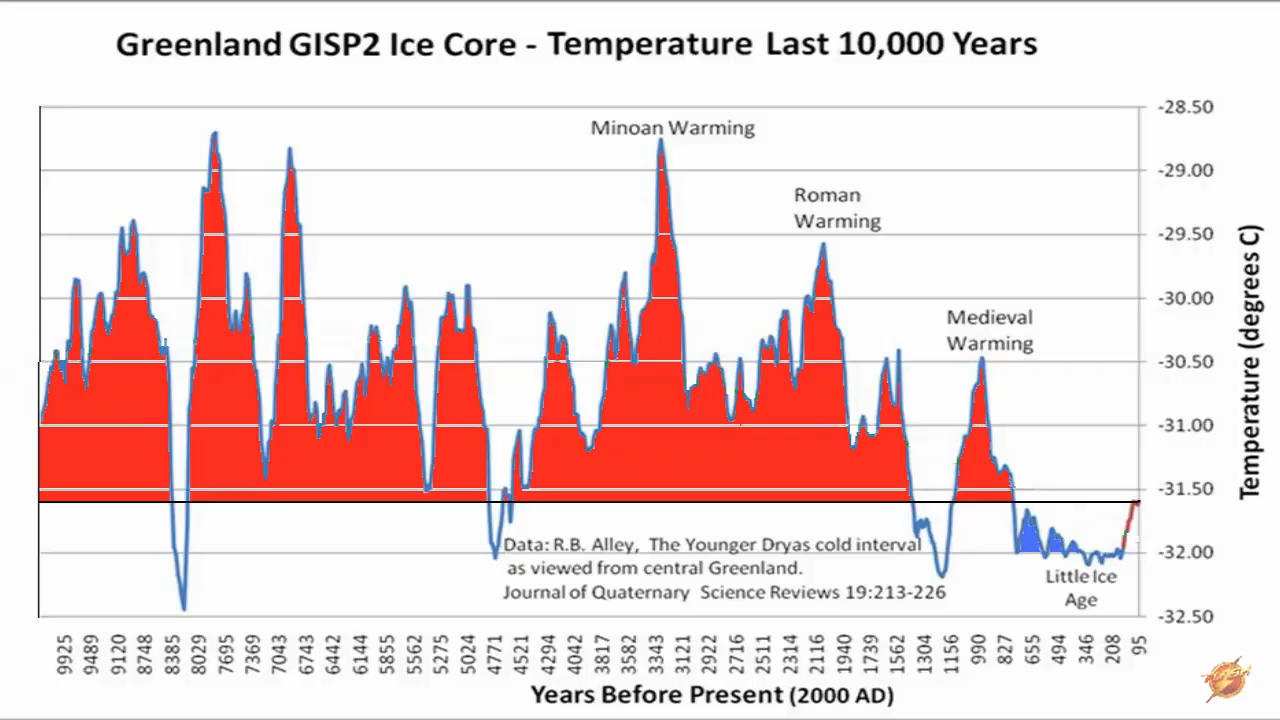 Greenland GISP2 Ice Core - Temperature Last 10,000 Years
-28.50
Minoan Warming
-29.00
Roman
Warming
-29.50
-30.00
Medieval
Warming
-30.50
-31.00
-31.50
-32.00
-32.50
Temperature (degrees C)
Data: R.B. Alley, The Younger Dryas cold interval
as viewed from central Greenland.
Journal of Quaternary Science Reviews 19:213-226
Little Ice
Age
9925 9489 9120 8748 8385 8029 7695 7369 7043 6743 6442 6144 5855 5562 5275 5024 4771 4521 4294 4042 3817 3582 3343 3121 2922 2716 2511 2314 2116 1940 1739 1562 1304 1156 990 827 655 494 346 208 95
Years Before Present (2000 AD)